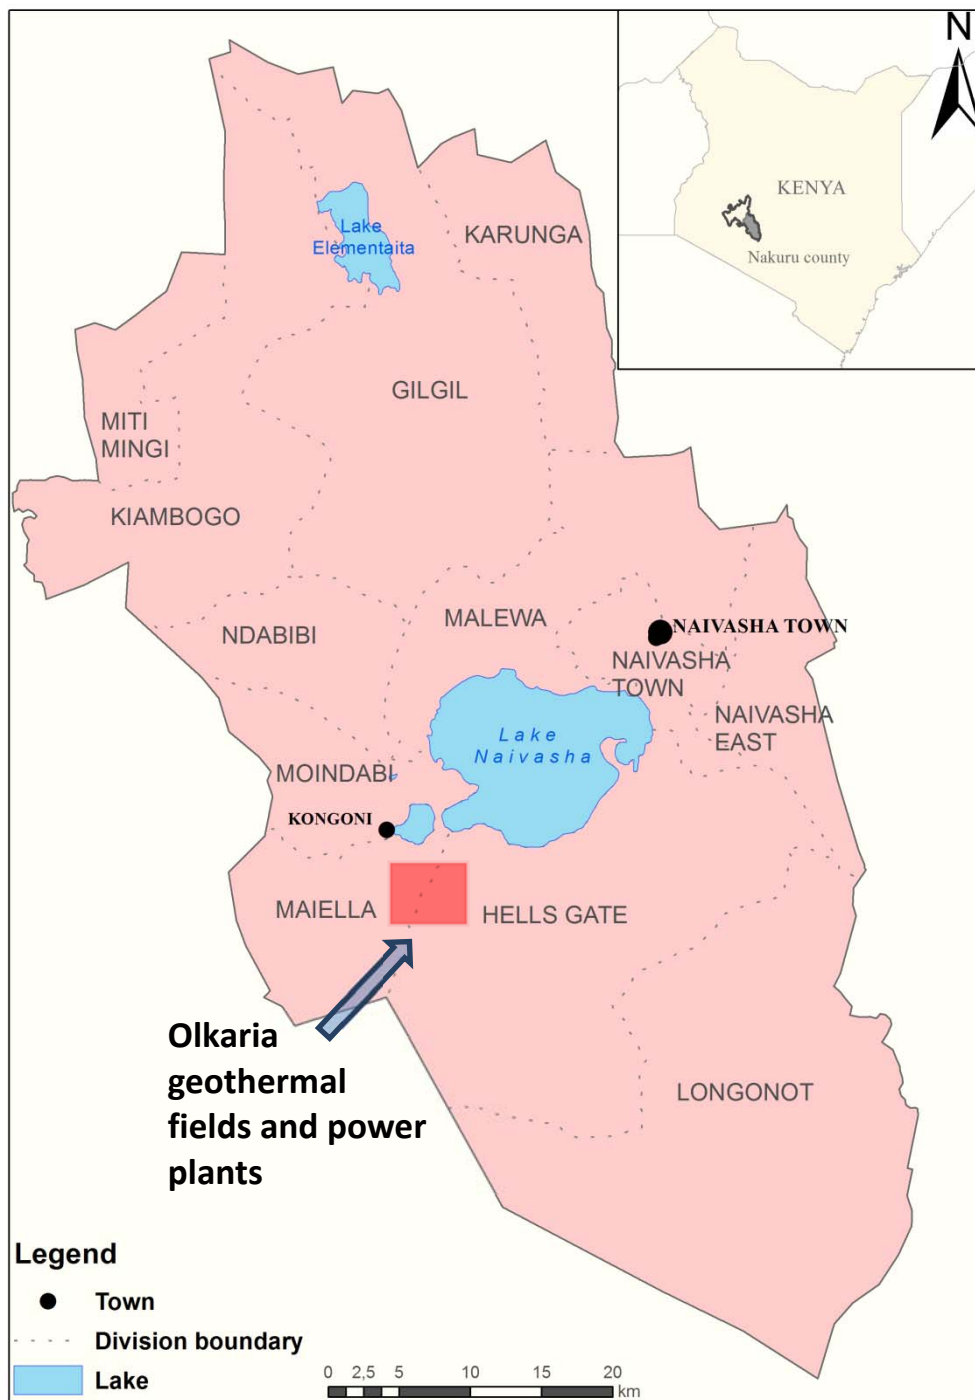 N
KENYA
Nakuru county
Lake
Elementaita
KARUNGA
GILGIL
MITI
MINGI
KIAMBOGO
NDABIBI
MALEWA
NAIVASHA TOWN
NAIVASHA
TOWN
NAIVASHA
EAST
Lake
Naivasha
MOINDABI
KONGONI
MAIELLA
HELLS GATE
Olkaria
geothermal
fields and power
plants
LONGONOT
Legend
Town
Division boundary
Lake
0 2,5 5 10 15 20
km